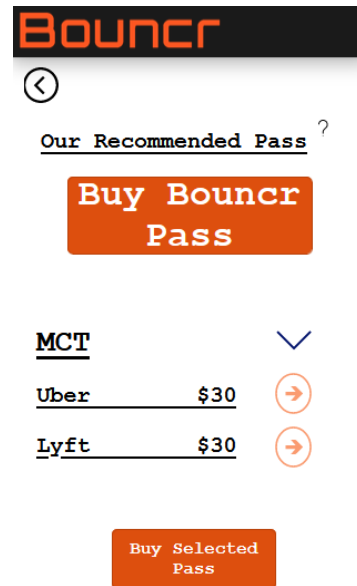 Bouncr
Our Recommended Pass ?
Buy Bouncr
Pass
MCT
Uber $30
Lyft $30
Buy Selected
Pass